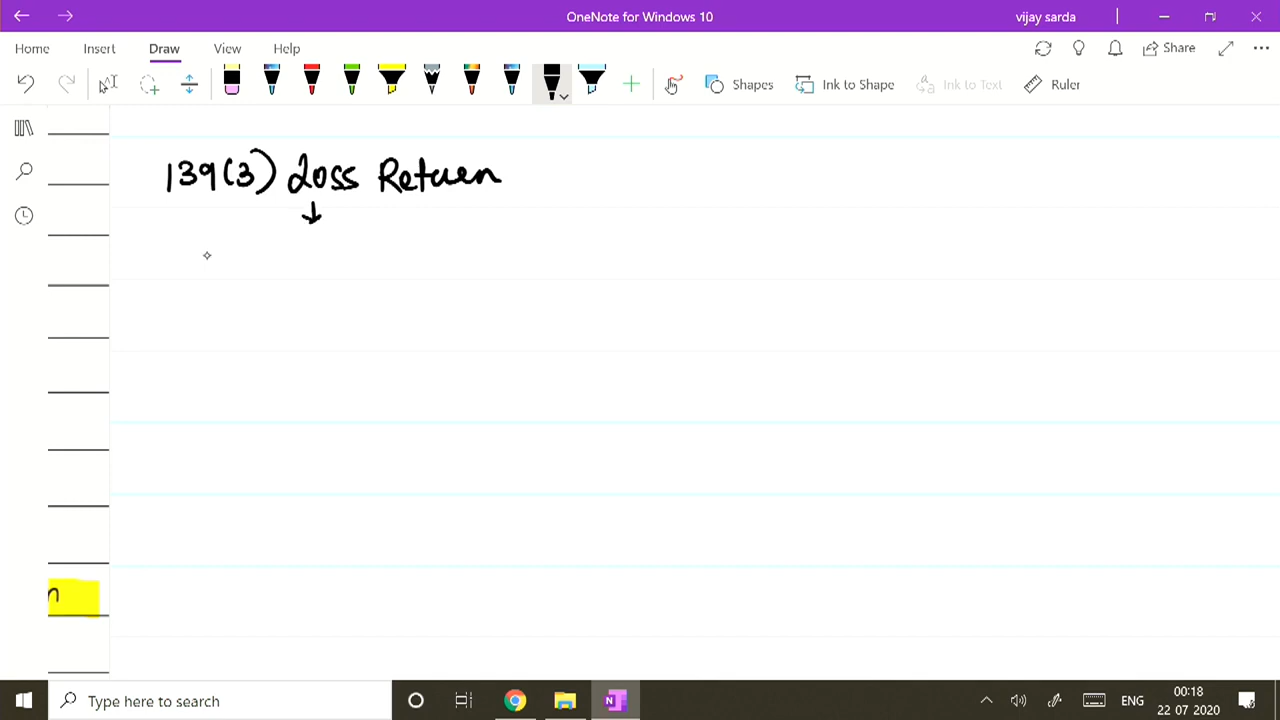 OneNote for Windows 10
vijay sarda
Home Insert Draw View Help
Share
Shapes Ink to Shape Ink to Text Ruler
139(3) Loss Return
n
Type here to search
ENG
00:18
22 07 2020